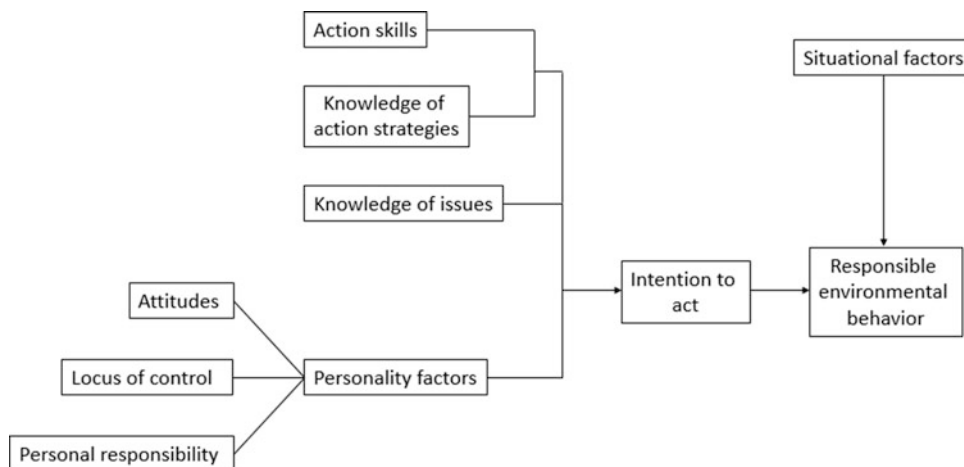 Action skills
Situational factors
Knowledge of
action strategies
Knowledge of issues
Attitudes
Intention to
act
Responsible
environmental
behavior
Locus of control
Personality factors
Personal responsibility